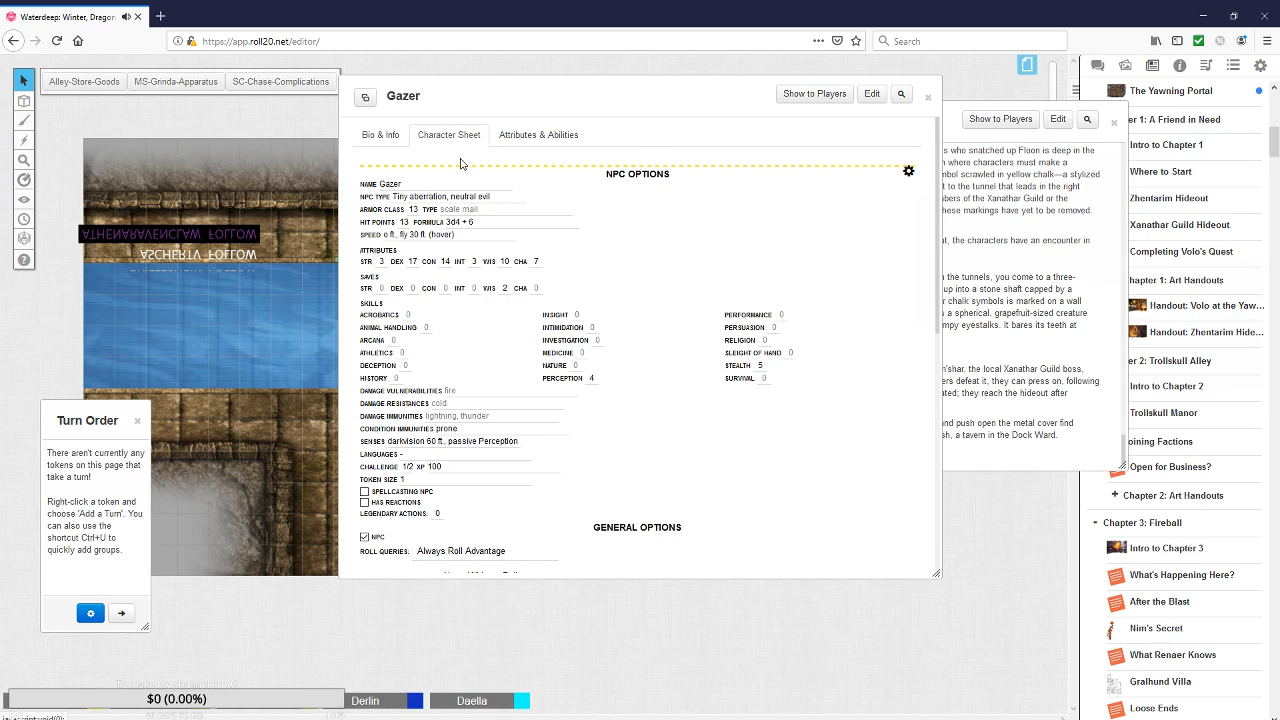 Waterdeep: Winter, Dragon
https://app.roll20.net/editor/
Search
Alley-Store-Goods
MS-Grinda-Apparatus
SC-Chase-Complications
ATHENARAVENCLAW FOLLOW
ASCHERTV FOLLOW
Turn Order
There aren't currently any
tokens on this page that
take a turn!
Right-click a token and
choose 'Add a Turn'. You
can also use the
shortcut Ctrl+U to
quickly add groups.
Gazer
Show to Players
Edit
Bio & Info
Character Sheet
Attributes & Abilities
NPC OPTIONS
NAME Gazer
NPC TYPE Tiny aberration, neutral evil
ARMOR CLASS 13 TYPE scale mail
HIT POINTS 13 FORMULA 3d4 + 6
SPEED 0 ft., fly 30 ft. (hover)
ATTRIBUTES
STR 3 DEX 17 CON 14 INT 3 WIS 10 CHA 7
SAVES
STR 0 DEX 0 CON 0 INT 0 WIS 2 CHA 0
SKILLS
ACROBATICS 0 INSIGHT 0 PERFORMANCE 0
ANIMAL HANDLING 0 INTIMIDATION 0 PERSUASION 0
ARCANA 0 INVESTIGATION 0 RELIGION 0
ATHLETICS 0 MEDICINE 0 SLEIGHT OF HAND 0
DECEPTION 0 NATURE 0 STEALTH 5
HISTORY 0 PERCEPTION 4 SURVIVAL 0
DAMAGE VULNERABILITIES fire
DAMAGE RESISTANCES cold
DAMAGE IMMUNITIES lightning, thunder
CONDITION IMMUNITIES prone
SENSES darkvision 60 ft., passive Perception
LANGUAGES -
CHALLENGE 1/2 XP 100
TOKEN SIZE 1
SPELLCASTING NPC
HAS REACTIONS
LEGENDARY ACTIONS: 0
GENERAL OPTIONS
NPC
ROLL QUERIES: Always Roll Advantage
Show to Players
Edit
s who snatched up Floon is deep in the
n where characters must make a
mbol scrawled in yellow chalk—a stylized
t to the tunnel that leads in the right
mbers of the Xanathar Guild or the
hese markings have yet to be removed.
ut, the characters have an encounter in
the tunnels, you come to a three-
up into a stone shaft capped by a
r chalk symbols is marked on a wall
s a spherical, grapefruit-sized creature
mpy eyestalks. It bares its teeth at
n'shar, the local Xanathar Guild boss,
ers defeat it, they can press on, following
ated; they reach the hideout after
nd push open the metal cover find
sh, a tavern in the Dock Ward.
The Yawning Portal
er 1: A Friend in Need
Intro to Chapter 1
Where to Start
Zhentarim Hideout
Xanathar Guild Hideout
Completing Volo's Quest
hapter 1: Art Handouts
Handout: Volo at the Yaw...
Handout: Zhentarim Hide...
er 2: Trollskull Alley
Intro to Chapter 2
Trollskull Manor
Joining Factions
Open for Business?
Chapter 2: Art Handouts
Chapter 3: Fireball
Intro to Chapter 3
What's Happening Here?
After the Blast
Nim's Secret
What Renaer Knows
Gralhund Villa
Loose Ends
$0 (0.00%)
Derlin
Daella